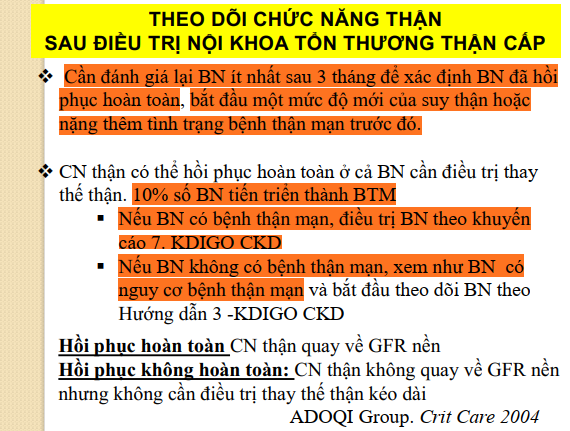 THEO DÕI CHỨC NĂNG THẬN
SAU ĐIỀU TRỊ NỘI KHOA TỔN THƯƠNG THẬN CẤP
❖ Cần đánh giá lại BN ít nhất sau 3 tháng để xác định BN đã hồi
phục hoàn toàn, bắt đầu một mức độ mới của suy thận hoặc
nặng thêm tình trạng bệnh thận mạn trước đó.
❖ CN thận có thể hồi phục hoàn toàn ở cả BN cần điều trị thay
thế thận. 10% số BN tiến triển thành BTM
▪ Nếu BN có bệnh thận mạn, điều trị BN theo khuyến
cáo 7. KDIGO CKD
▪ Nếu BN không có bệnh thận mạn, xem như BN có
nguy cơ bệnh thận mạn và bắt đầu theo dõi BN theo
Hướng dẫn 3 -KDIGO CKD
Hồi phục hoàn toàn CN thận quay về GFR nền
Hồi phục không hoàn toàn: CN thận không quay về GFR nền
nhưng không cần điều trị thay thế thận kéo dài
ADOQI Group. Crit Care 2004